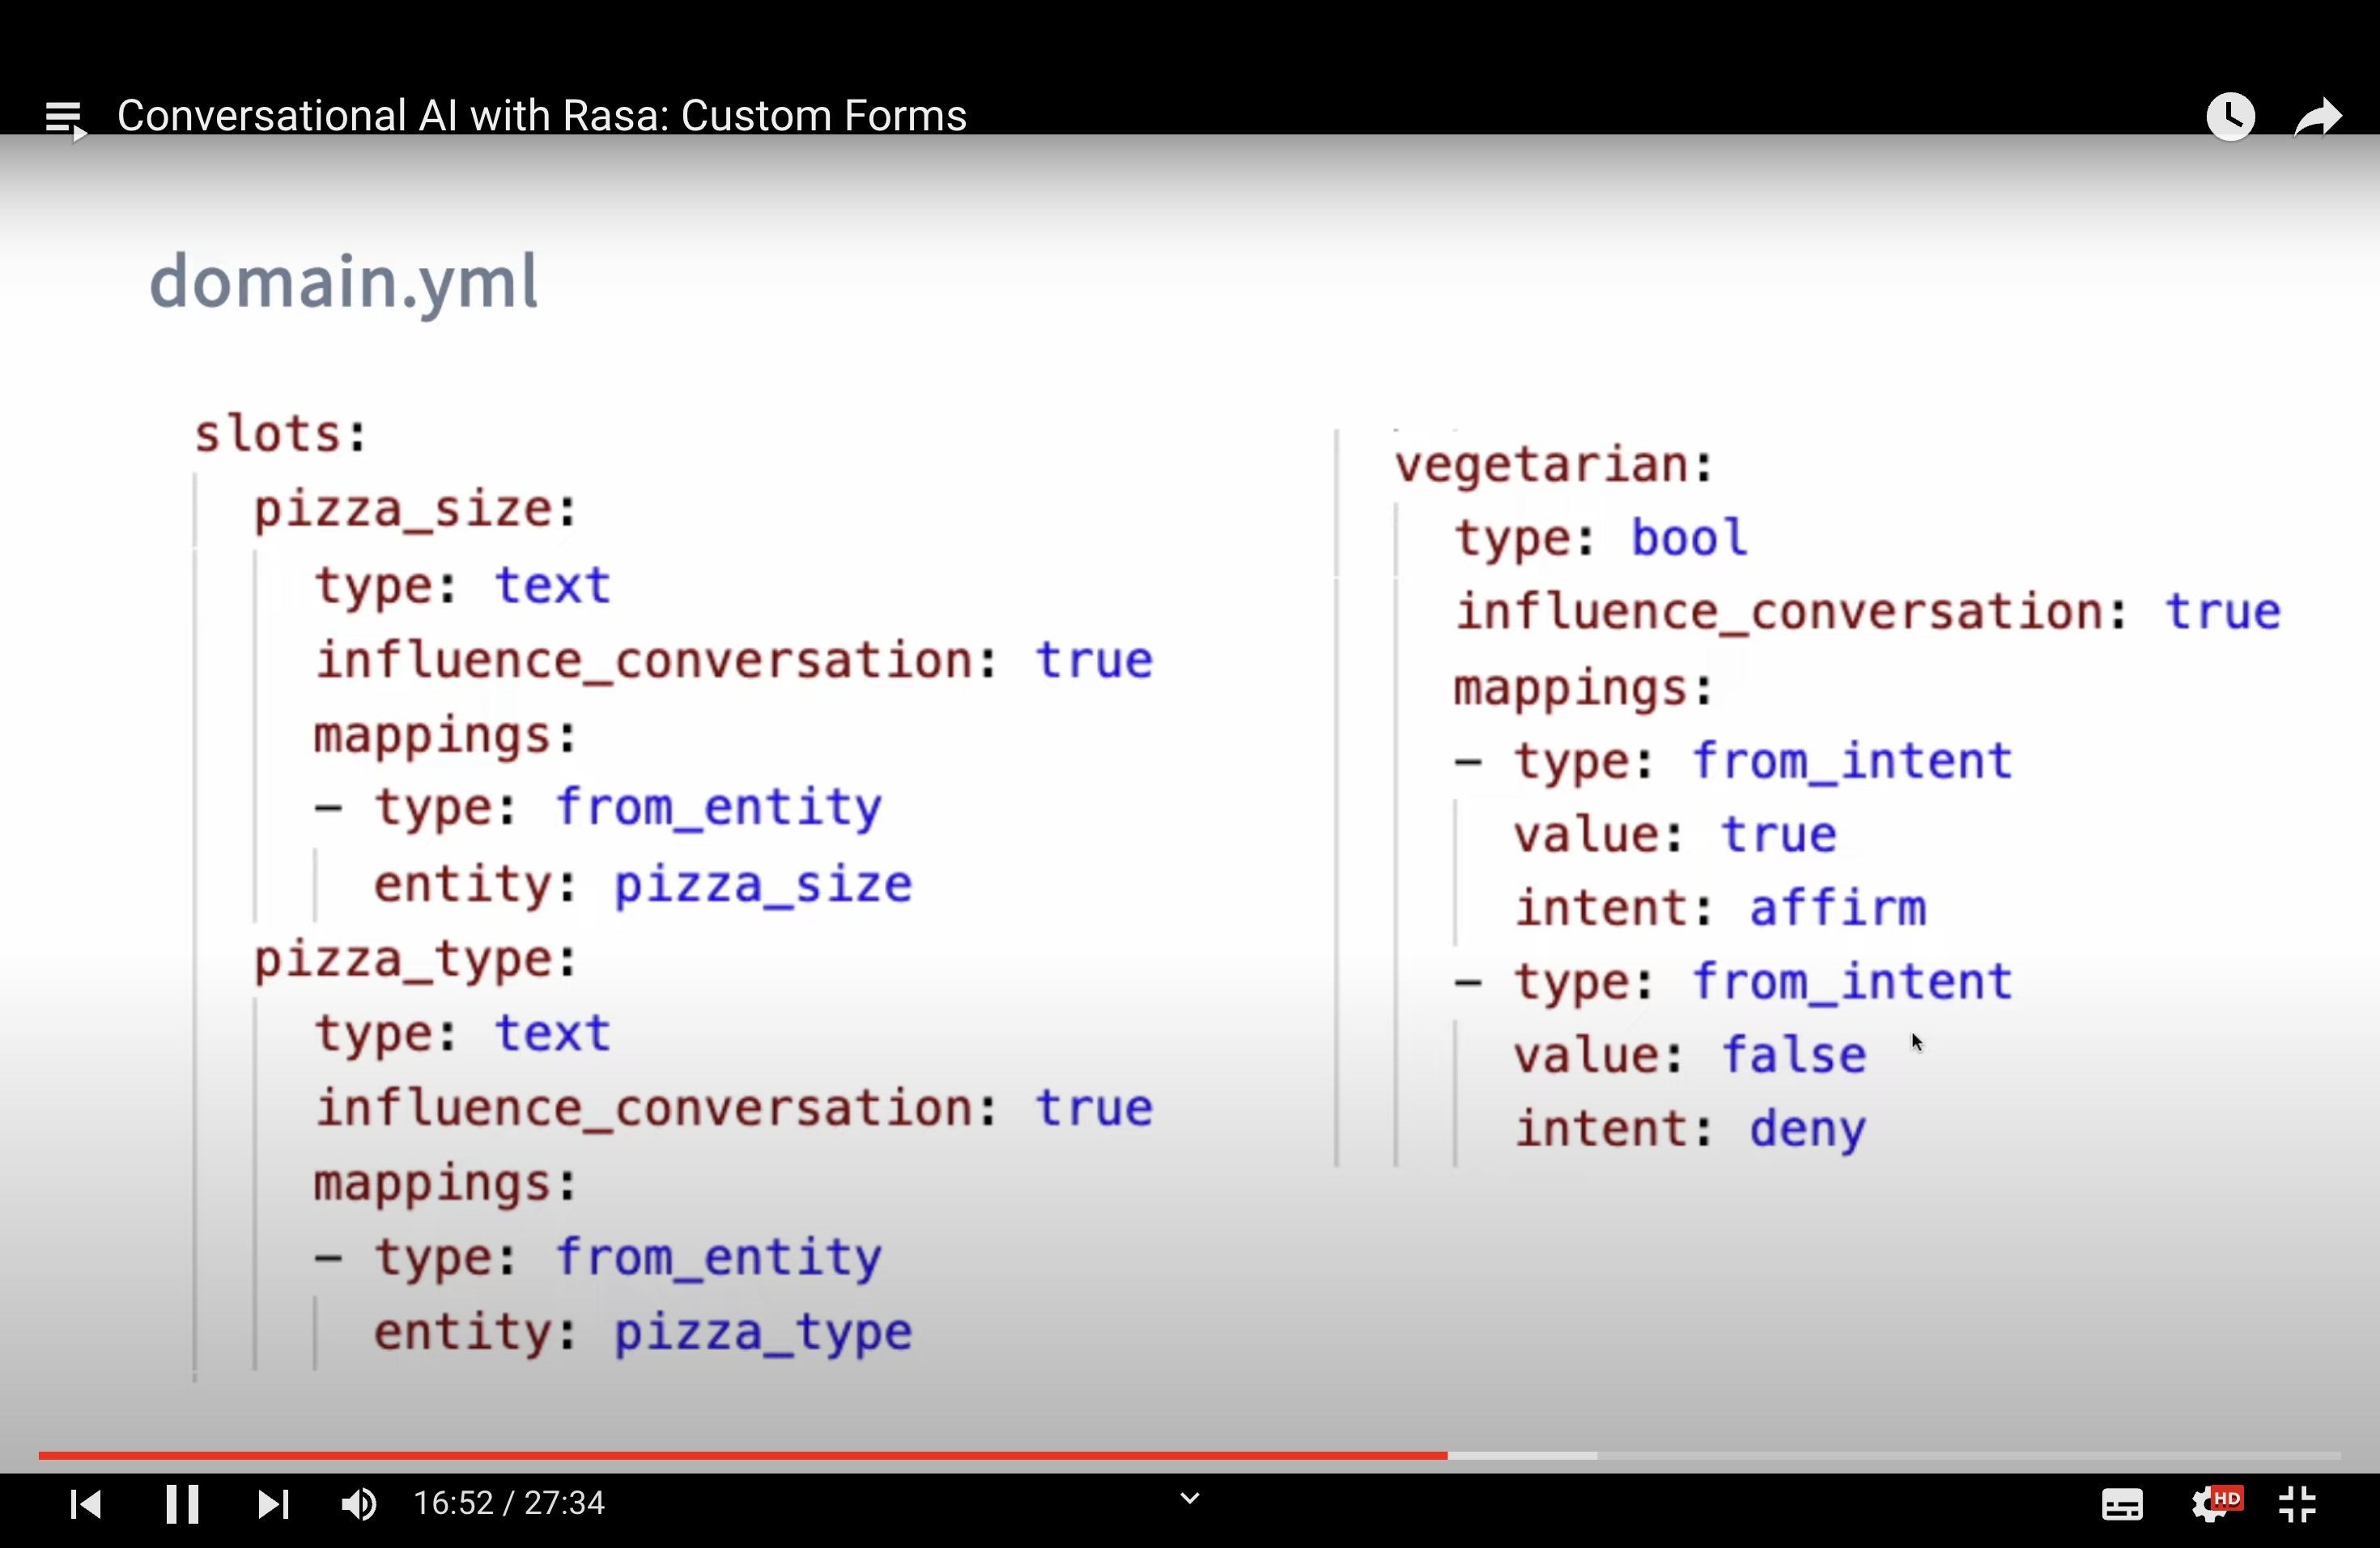 Conversational AI with Rasa: Custom Forms
domain.yml
slots:
pizza_size:
type: text
influence_conversation: true
mappings:
– type: from_entity
entity: pizza_size
pizza_type:
type: text
influence_conversation: true
mappings:
– type: from_entity
entity: pizza_type
vegetarian:
type: bool
influence_conversation: true
mappings:
– type: from_intent
value: true
intent: affirm
– type: from_intent
value: false
intent: deny
16:52 / 27:34
HD